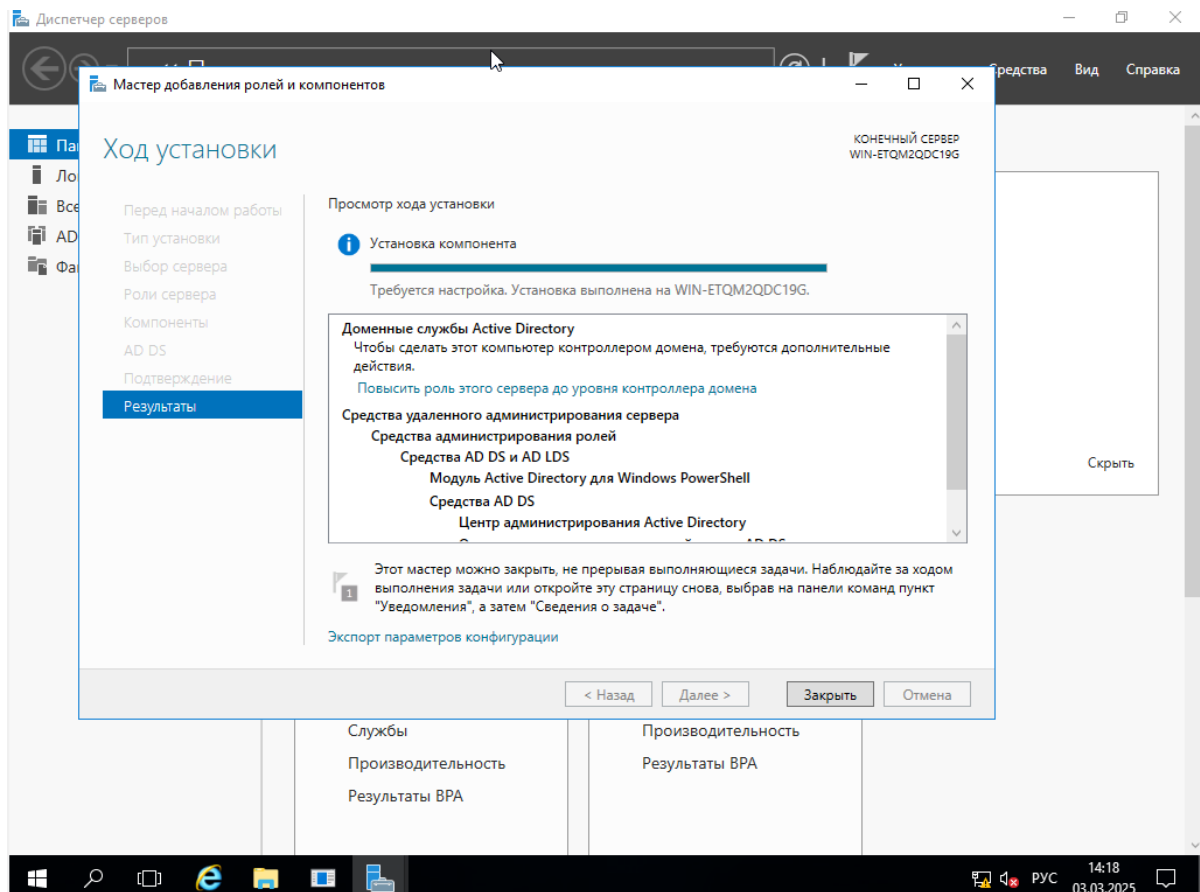 Диспетчер серверов
Средства Вид Справка
Мастер добавления ролей и компонентов
Ход установки
КОНЕЧНЫЙ СЕРВЕР
WIN-ETQM2QDC19G
Па
Ло
Все
AD
Фа
Перед началом работы
Тип установки
Выбор сервера
Роли сервера
Компоненты
AD DS
Подтверждение
Результаты
Просмотр хода установки
Установка компонента
Требуется настройка. Установка выполнена на WIN-ETQM2QDC19G.
Доменные службы Active Directory
Чтобы сделать этот компьютер контроллером домена, требуются дополнительные
действия.
Повысить роль этого сервера до уровня контроллера домена
Средства удаленного администрирования сервера
Средства администрирования ролей
Средства AD DS и AD LDS
Модуль Active Directory для Windows PowerShell
Средства AD DS
Центр администрирования Active Directory
1
Этот мастер можно закрыть, не прерывая выполняющиеся задачи. Наблюдайте за ходом
выполнения задачи или откройте эту страницу снова, выбрав на панели команд пункт
"Уведомления", а затем "Сведения о задаче".
Экспорт параметров конфигурации
< Назад Далее > Закрыть Отмена
Скрыть
Службы
Производительность
Результаты BPA
Производительность
Результаты BPA
РУС
14:18
03.03.2025